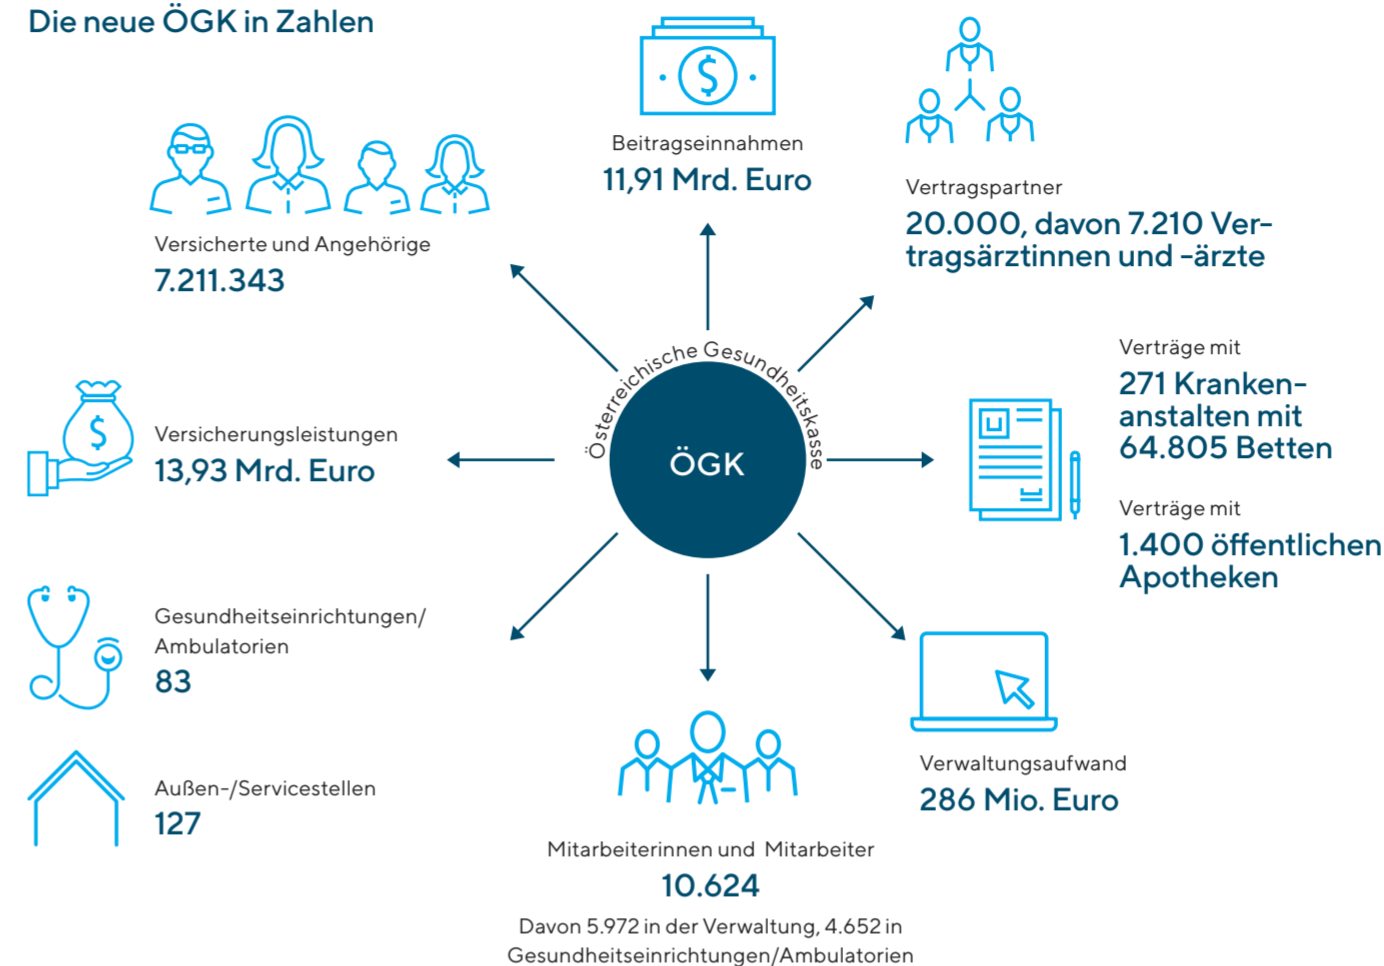 Die neue ÖGK in Zahlen
$
Beitragseinnahmen
11,91 Mrd. Euro
Vertragspartner
20.000, davon 7.210 Ver-
tragsärztinnen und -ärzte
Versicherte und Angehörige
7.211.343
Verträge mit
271 Kranken-
anstalten mit
64.805 Betten
Verträge mit
1.400 öffentlichen
Apotheken
Österreichische Gesundheitskasse
ÖGK
$
Versicherungsleistungen
13,93 Mrd. Euro
Gesundheitseinrichtungen/
Ambulatorien
83
Außen-/Servicestellen
127
Verwaltungsaufwand
286 Mio. Euro
Mitarbeiterinnen und Mitarbeiter
10.624
Davon 5.972 in der Verwaltung, 4.652 in
Gesundheitseinrichtungen/Ambulatorien